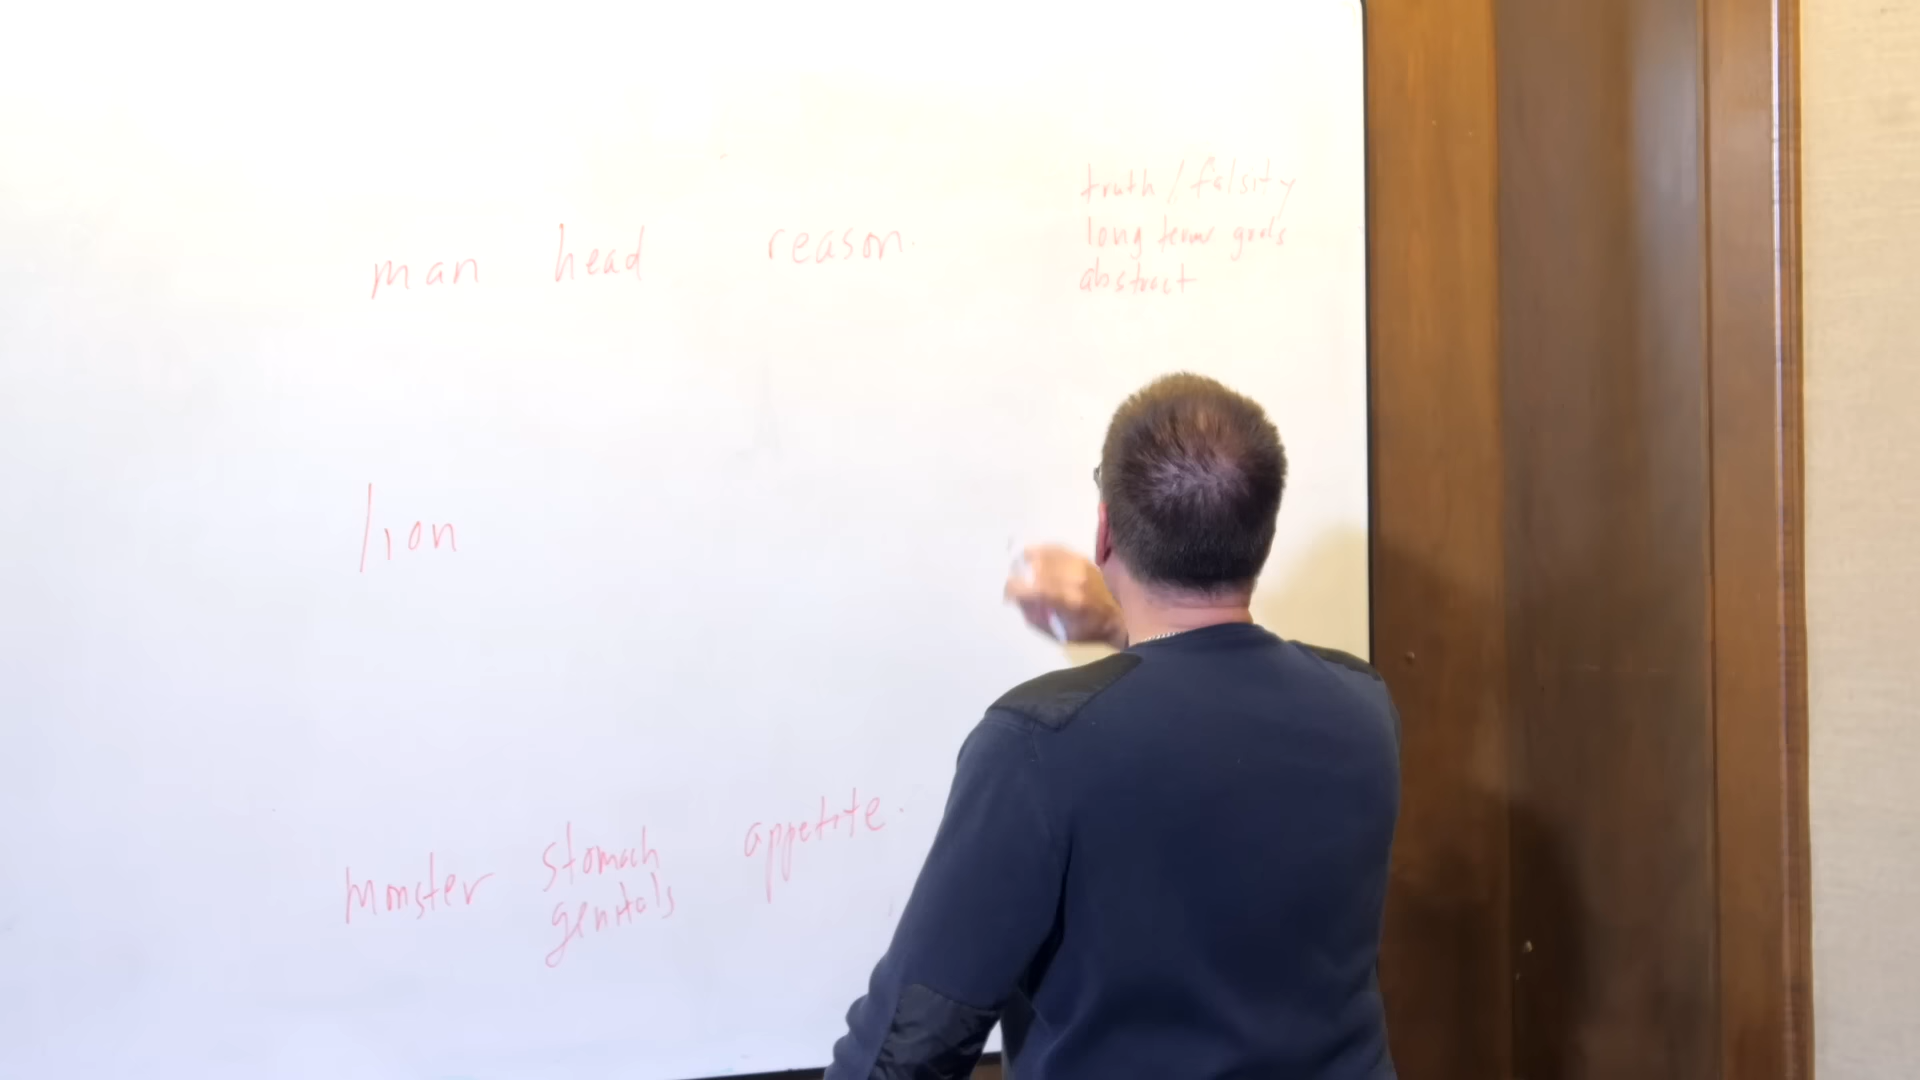 truth / falsity
man head reason. long term goals
abstract
lion
monster stomach appetite.
genitals